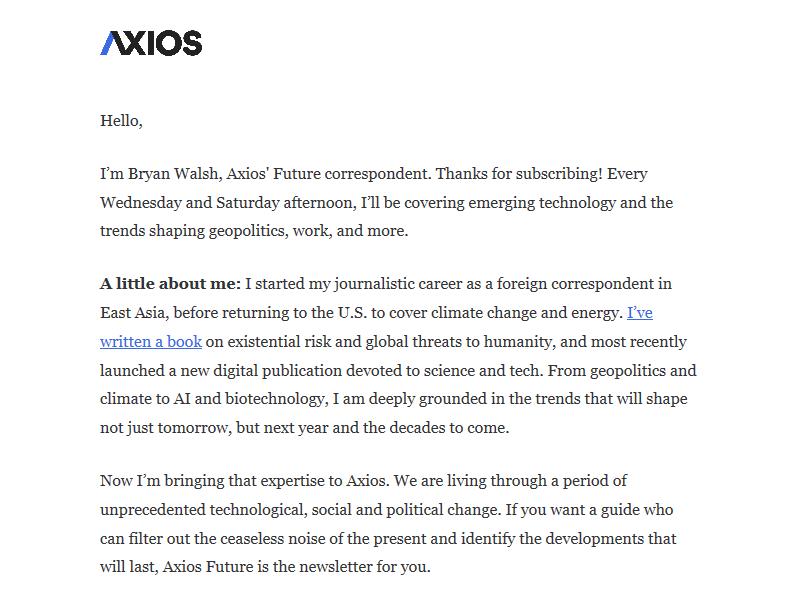 AXIOS
Hello,
I’m Bryan Walsh, Axios' Future correspondent. Thanks for subscribing! Every
Wednesday and Saturday afternoon, I’ll be covering emerging technology and the
trends shaping geopolitics, work, and more.
A little about me: I started my journalistic career as a foreign correspondent in
East Asia, before returning to the U.S. to cover climate change and energy. I’ve
written a book on existential risk and global threats to humanity, and most recently
launched a new digital publication devoted to science and tech. From geopolitics and
climate to AI and biotechnology, I am deeply grounded in the trends that will shape
not just tomorrow, but next year and the decades to come.
Now I’m bringing that expertise to Axios. We are living through a period of
unprecedented technological, social and political change. If you want a guide who
can filter out the ceaseless noise of the present and identify the developments that
will last, Axios Future is the newsletter for you.